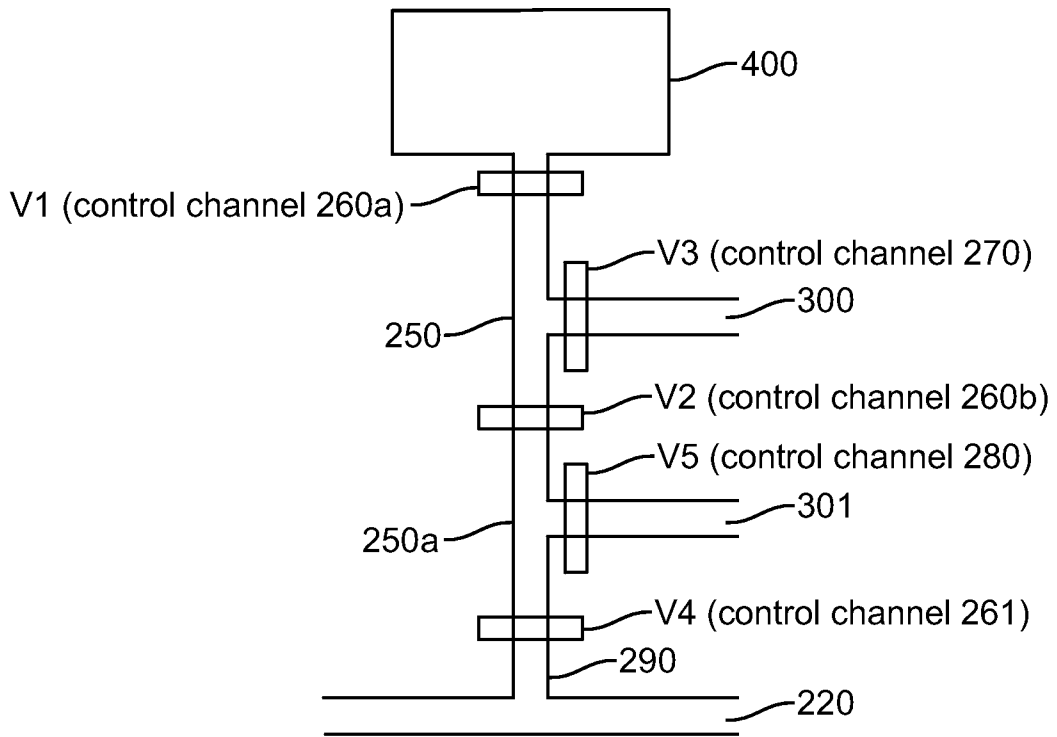 400
V1 (control channel 260a)
V3 (control channel 270)
300
250
V2 (control channel 260b)
V5 (control channel 280)
301
250a
V4 (control channel 261)
290
220